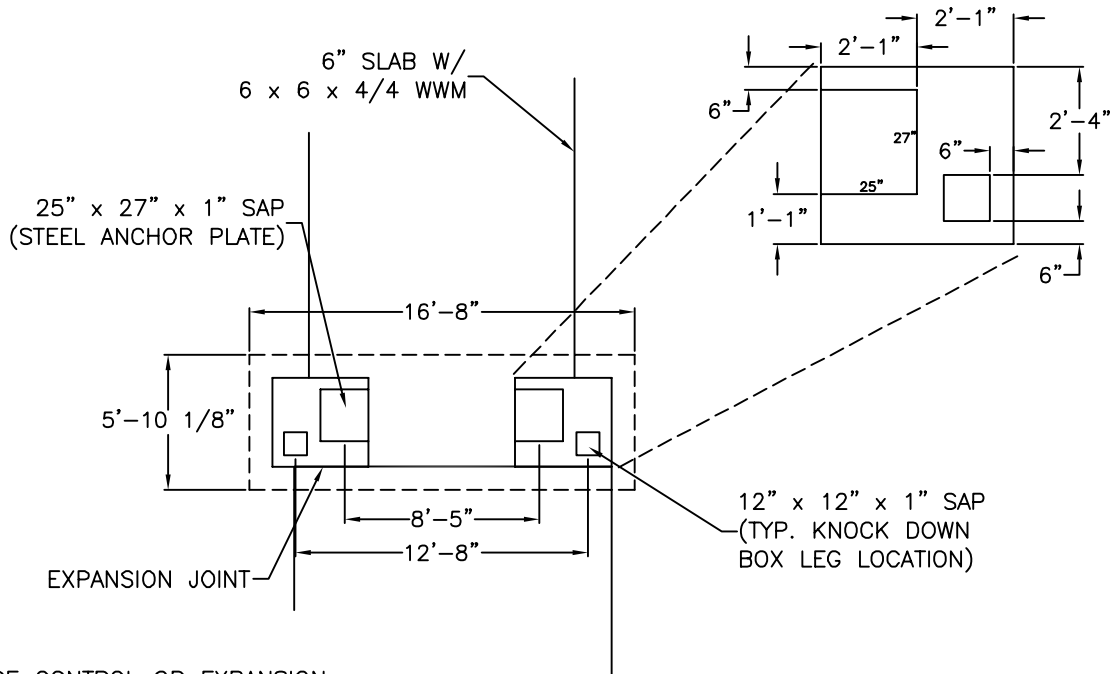 2'-1"
2'-1"
6" SLAB W/
6 x 6 x 4/4 WWM
6"
2'-4"
27"
6"
25"
25" x 27" x 1" SAP
(STEEL ANCHOR PLATE)
1'-1"
6"
16'-8"
5'-10 1/8"
12" x 12" x 1" SAP
(TYP. KNOCK DOWN
BOX LEG LOCATION)
8'-5"
12'-8"
EXPANSION JOINT
CONTROL OR EXPANSION